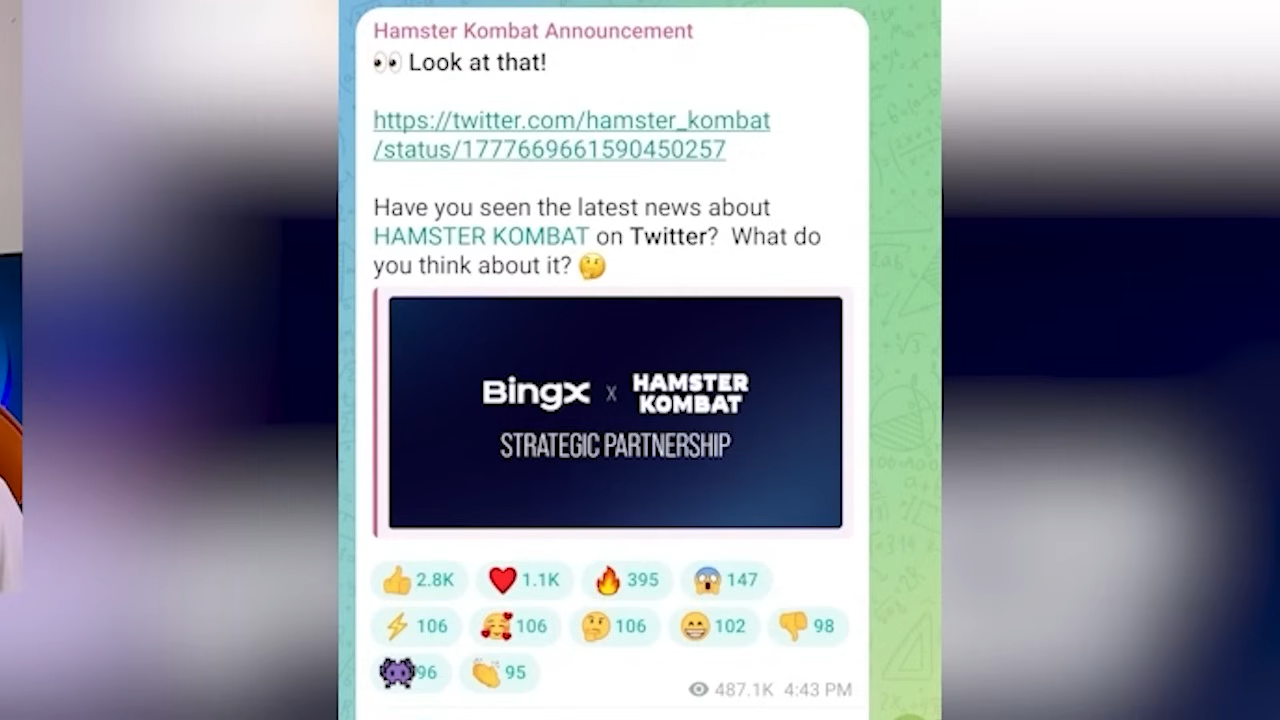 Hamster Kombat Announcement
👀 Look at that!
https://twitter.com/hamster_kombat
/status/1777669661590450257
Have you seen the latest news about
HAMSTER KOMBAT on Twitter? What do
you think about it? 🤔
BingX x HAMSTER KOMBAT
STRATEGIC PARTNERSHIP
👍 2.8K ❤️ 1.1K 🔥 395 😱 147
⚡ 106 🥰 106 🤔 106 😁 102 👎 98
👾 96 👏 95
487.1K 4:43 PM